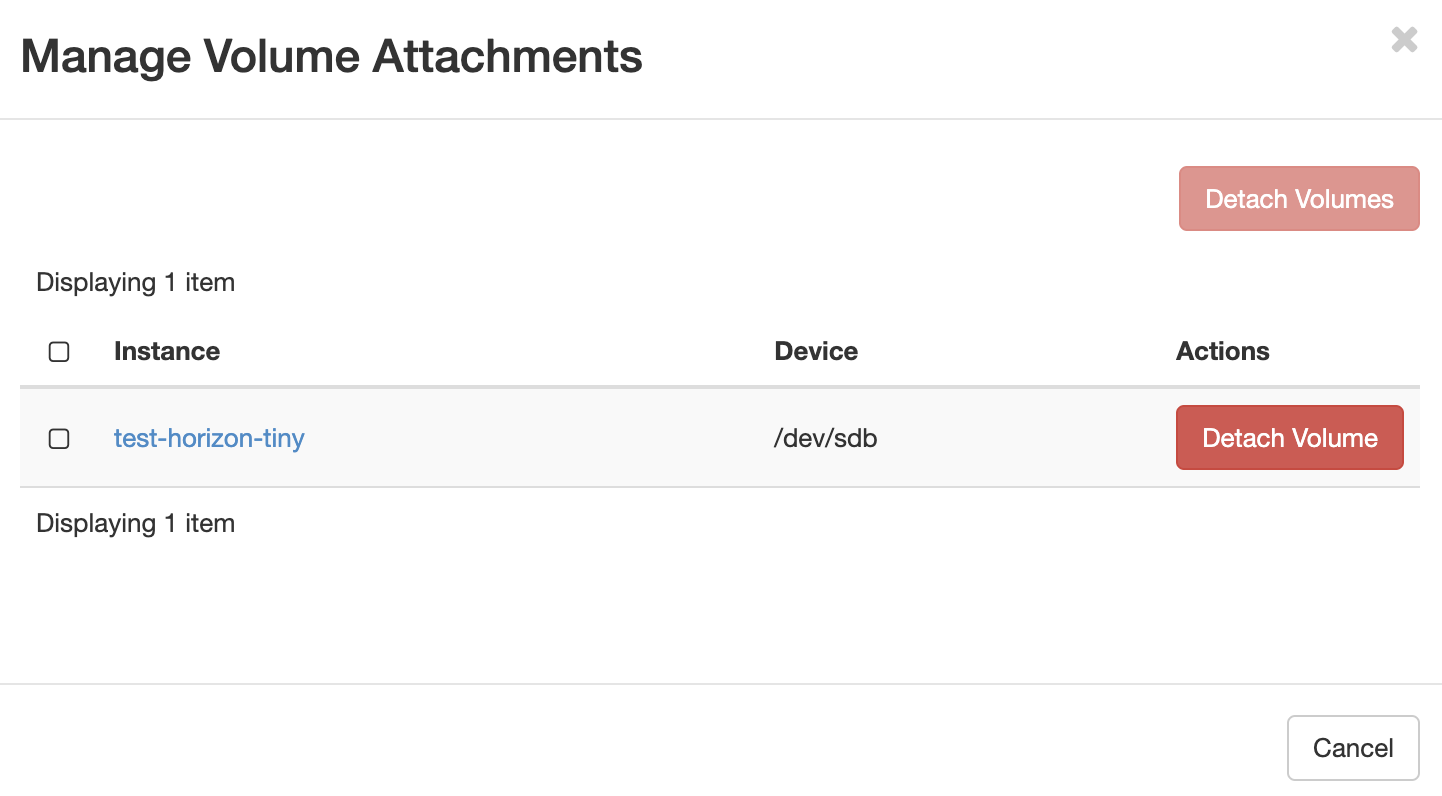 Manage Volume Attachments
Detach Volumes
Displaying 1 item
Instance Device Actions
test-horizon-tiny /dev/sdb Detach Volume
Displaying 1 item
Cancel